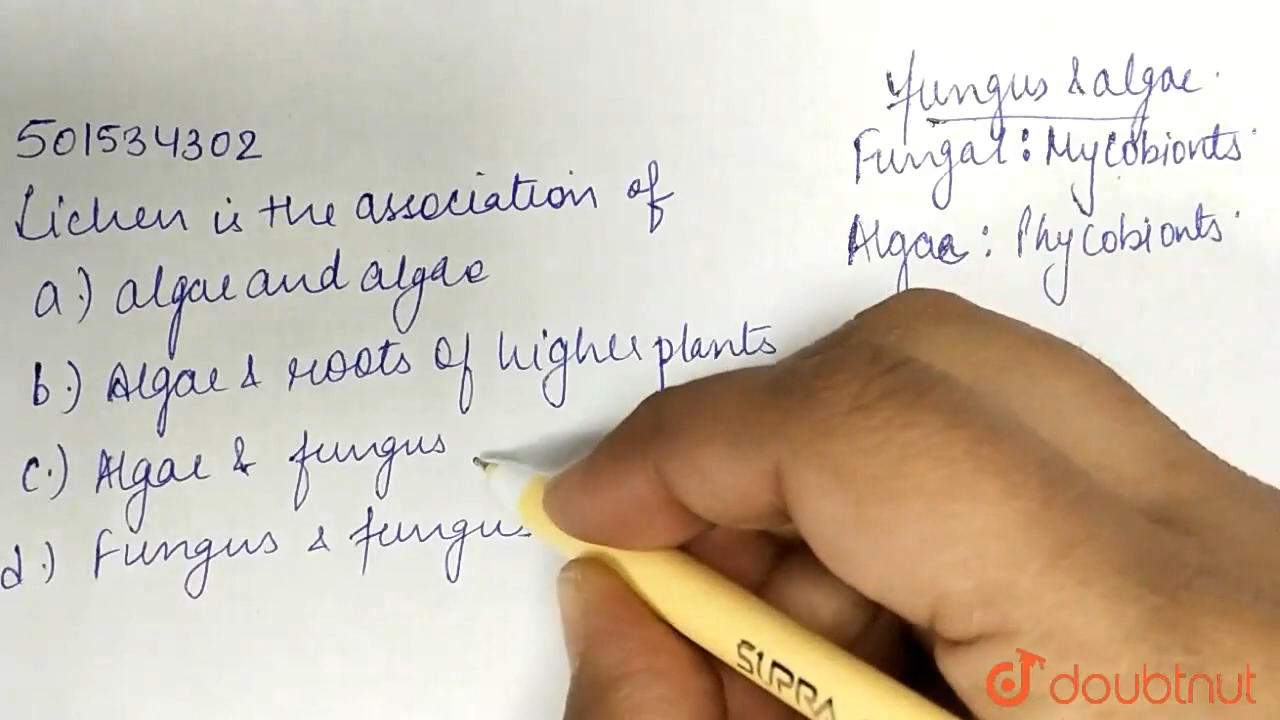 501534302
Lichen is the association of
a.) algae and algae
b.) Algae & roots of higher plants
c.) Algae & fungus
d.) Fungus & fungus
fungus & algae.
Fungal : Mycobionts.
Algae : Phycobionts.
SUPRA
doubtnut